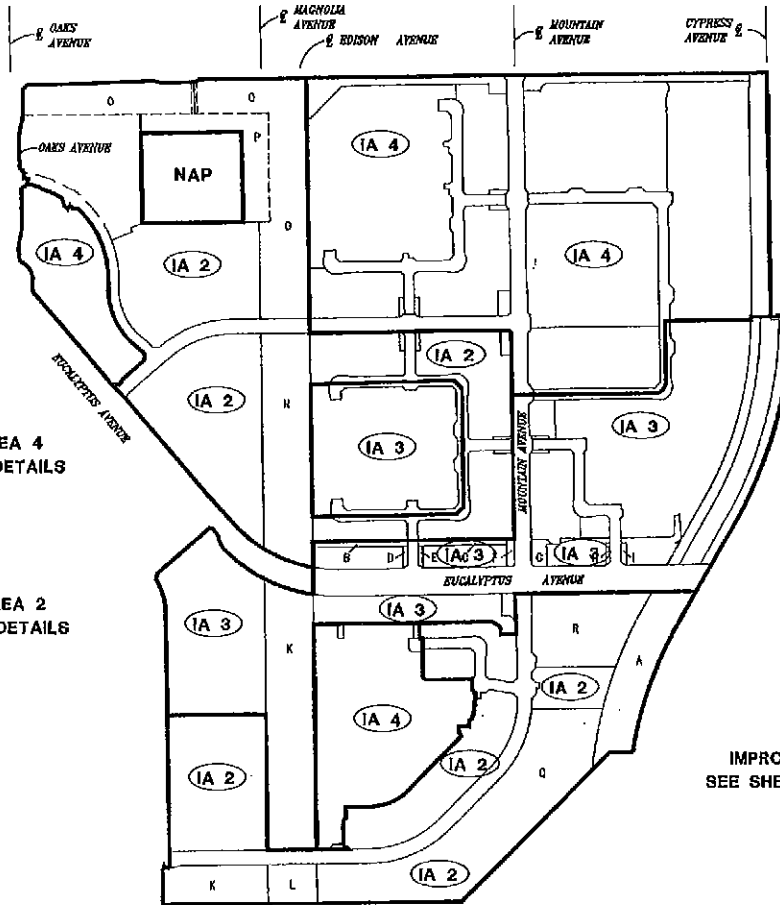 ℄ OAKS AVENUE
℄ MAGNOLIA AVENUE
℄ EDISON AVENUE
℄ MOUNTAIN AVENUE
CYPRESS AVENUE ℄
O
O
P
OAKS AVENUE
NAP
IA 4
IA 4
IA 2
O
IA 4
IA 2
EUCALYPTUS AVENUE
IA 2
N
IA 3
MOUNTAIN AVENUE
IA 3
EA 4
DETAILS
B
D
E
IA 3
G
IA 3
I
EUCALYPTUS AVENUE
EA 2
DETAILS
IA 3
IA 3
K
R
A
IA 2
IA 4
IA 2
IA 2
Q
IMPRO
SEE SHE
IA 2
K
L